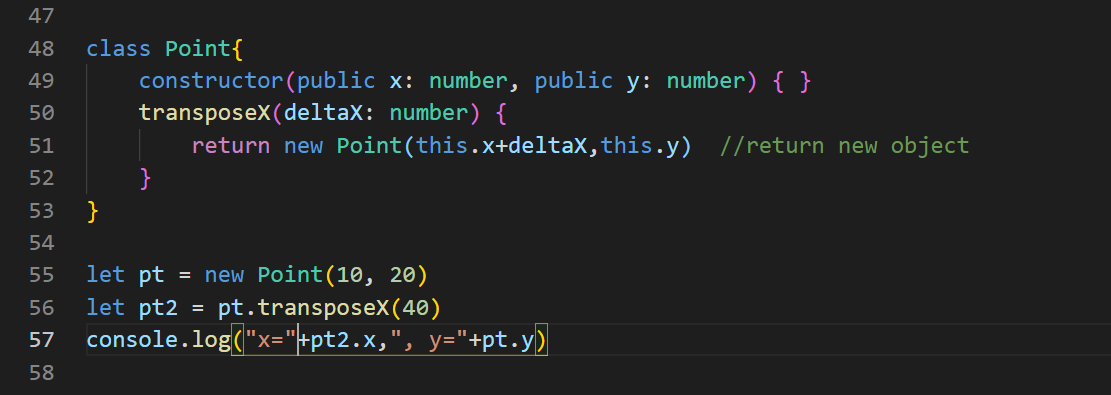 47
48 class Point{
49     constructor(public x: number, public y: number) { }
50     transposeX(deltaX: number) {
51         return new Point(this.x+deltaX,this.y)  //return new object
52     }
53 }
54
55 let pt = new Point(10, 20)
56 let pt2 = pt.transposeX(40)
57 console.log("x="+pt2.x,", y="+pt.y)
58